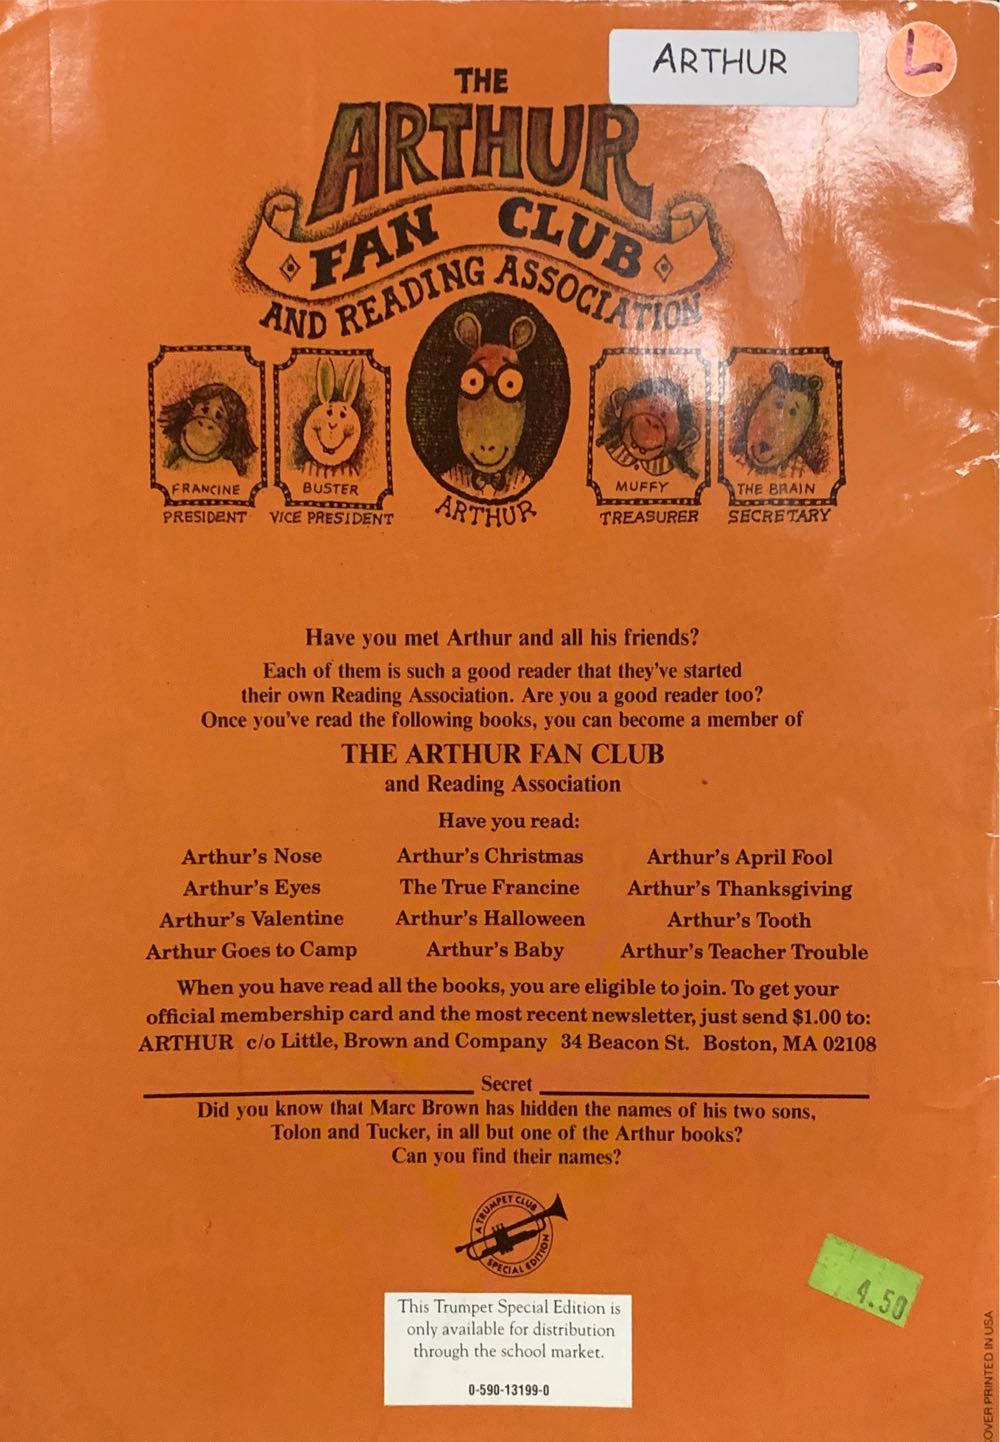 ARTHUR
L
THE
ARTHUR
FAN CLUB
AND READING ASSOCIATION
FRANCINE
PRESIDENT
BUSTER
VICE PRESIDENT
ARTHUR
MUFFY
TREASURER
THE BRAIN
SECRETARY
Have you met Arthur and all his friends?
Each of them is such a good reader that they've started
their own Reading Association. Are you a good reader too?
Once you've read the following books, you can become a member of
THE ARTHUR FAN CLUB
and Reading Association
Have you read:
Arthur's Nose Arthur's Christmas Arthur's April Fool
Arthur's Eyes The True Francine Arthur's Thanksgiving
Arthur's Valentine Arthur's Halloween Arthur's Tooth
Arthur Goes to Camp Arthur's Baby Arthur's Teacher Trouble
When you have read all the books, you are eligible to join. To get your
official membership card and the most recent newsletter, just send $1.00 to:
ARTHUR c/o Little, Brown and Company 34 Beacon St. Boston, MA 02108
Secret
Did you know that Marc Brown has hidden the names of his two sons,
Tolon and Tucker, in all but one of the Arthur books?
Can you find their names?
A TRUMPET CLUB
SPECIAL EDITION
4.50
This Trumpet Special Edition is
only available for distribution
through the school market.
0-590-13199-0
COVER PRINTED IN USA